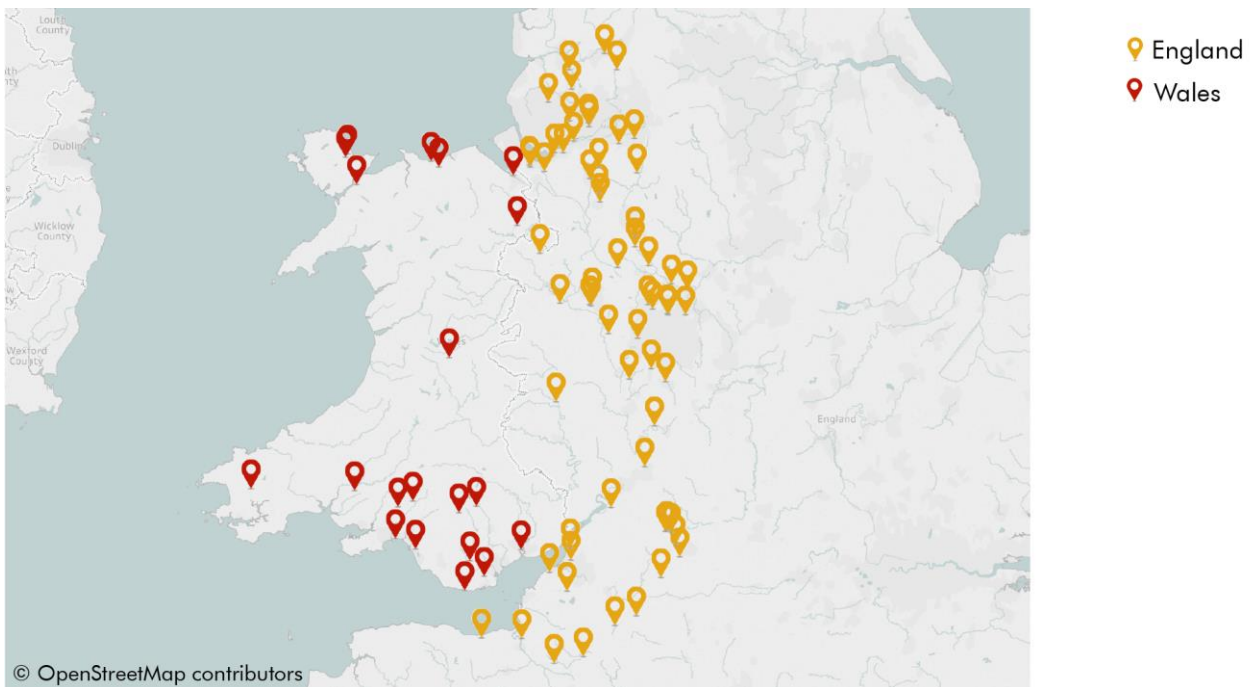 Louth
County
Dublin
Wicklow
County
Wexford
County
England
England
Wales
© OpenStreetMap contributors